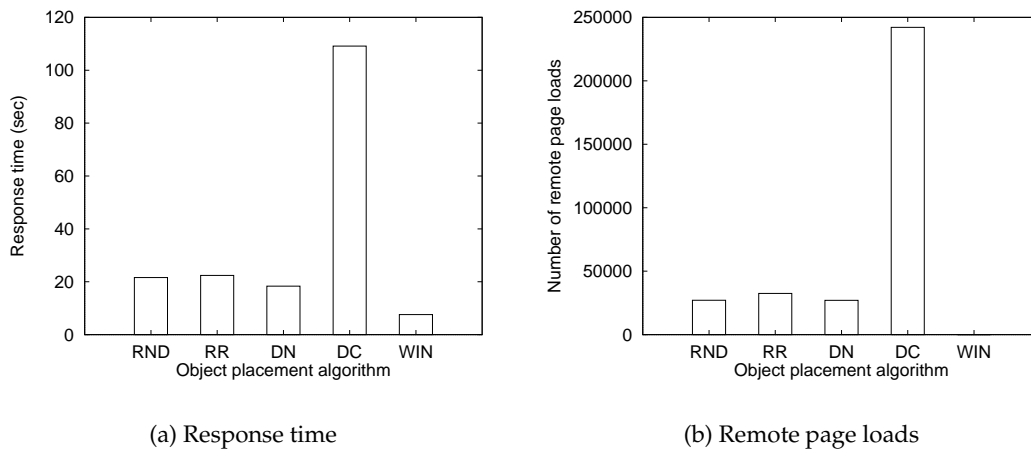 120
100
80
60
40
20
0
Response time (sec)
RND RR DN DC WIN
Object placement algorithm
(a) Response time
250000
200000
150000
100000
50000
0
Number of remote page loads
RND RR DN DC WIN
Object placement algorithm
(b) Remote page loads